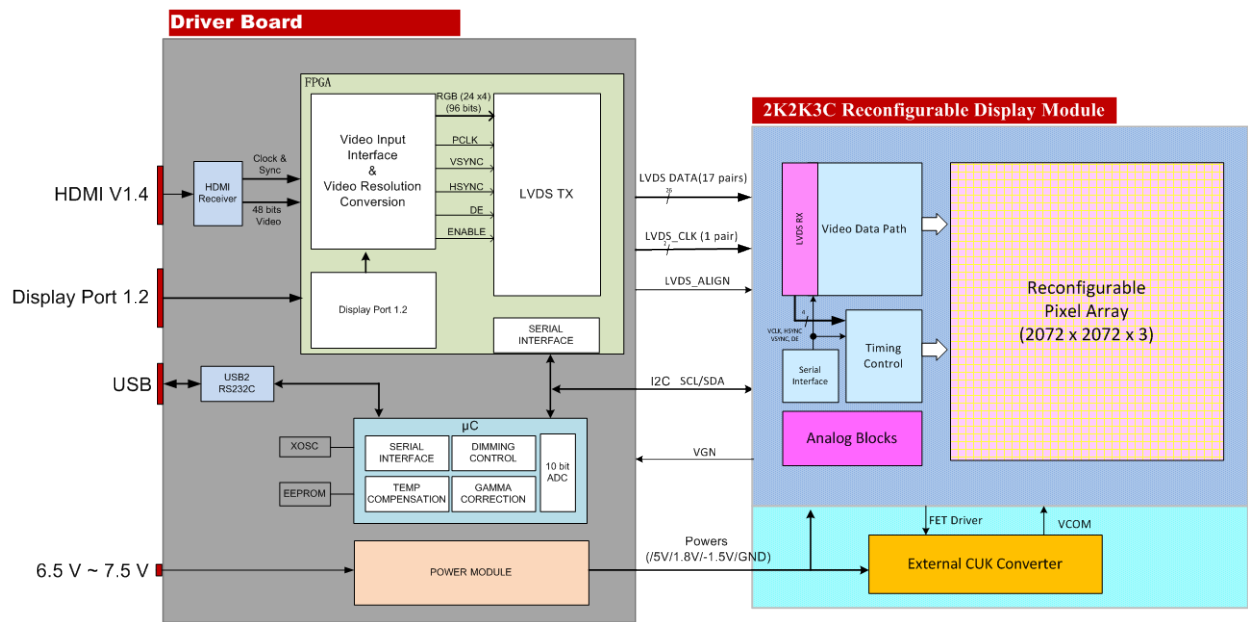 Driver Board
FPGA
RGB (24 x4)
(96 bits)
Video Input
Interface
&
Video Resolution
Conversion
PCLK
VSYNC
HSYNC
DE
ENABLE
LVDS TX
HDMI V1.4
HDMI
Receiver
Clock &
Sync
48 bits
Video
Display Port 1.2
Display Port 1.2
SERIAL
INTERFACE
USB
USB2
RS232C
µC
XOSC
EEPROM
SERIAL
INTERFACE
DIMMING
CONTROL
TEMP
COMPENSATION
GAMMA
CORRECTION
10 bit
ADC
6.5 V ~ 7.5 V
POWER MODULE
LVDS DATA(17 pairs)
LVDS_CLK (1 pair)
2
LVDS_ALIGN
I2C SCL/SDA
VGN
Powers
(/5V/1.8V/-1.5V/GND)
2K2K3C Reconfigurable Display Module
LVDS RX
Video Data Path
4
VCLK, HSYNC
VSYNC, DE
Serial
Interface
Timing
Control
Analog Blocks
Reconfigurable
Pixel Array
(2072 x 2072 x 3)
FET Driver
VCOM
External CUK Converter